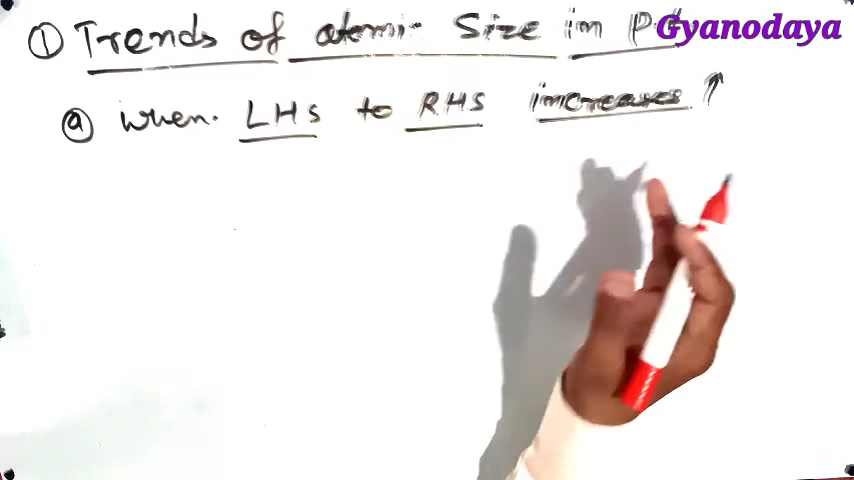 ① Trends of atomic Size in P.
Gyanodaya
ⓐ when. LHS to RHS increases ↑